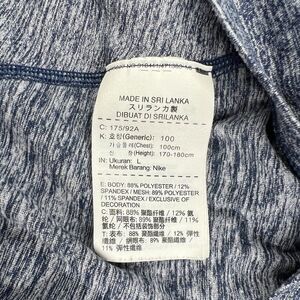 MADE IN SRI LANKA
スリランカ製
DIBUAT DI SRILANKA
C: 175/92A
K: 호칭(Generic): 100
가슴둘레(Chest): 100cm
신 장(Height): 170-180cm
IN: Ukuran: L
Merek Barang: Nike
E: BODY: 88% POLYESTER / 12%
SPANDEX / MESH: 89% POLYESTER
/ 11% SPANDEX / EXCLUSIVE OF
DECORATION
C: 面料: 88% 聚酯纤维 / 12% 氨
纶 / 网眼布: 89% 聚酯纤维 / 11%
氨纶 / 不包括装饰部分
T: 表布: 88% 聚酯纖維 / 12% 彈性
纖維 / 網眼布: 89% 聚酯纖維 /
11% 彈性纖維